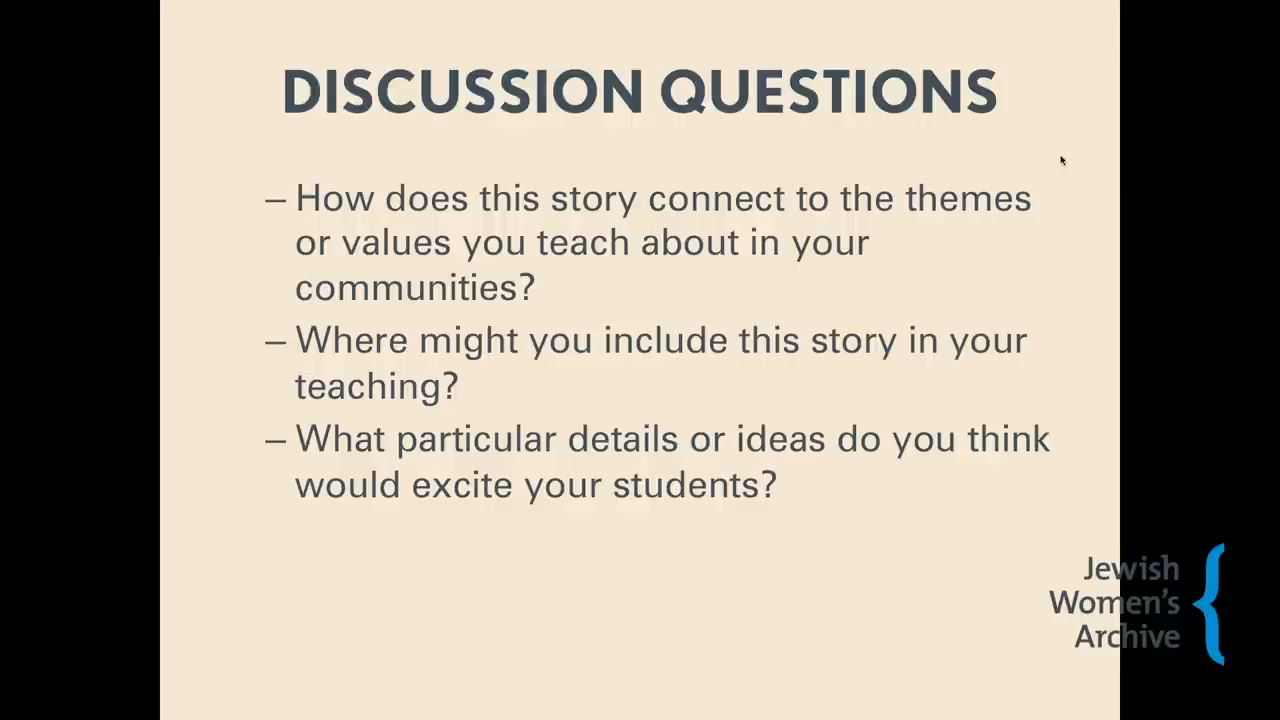 DISCUSSION QUESTIONS
– How does this story connect to the themes
or values you teach about in your
communities?
– Where might you include this story in your
teaching?
– What particular details or ideas do you think
would excite your students?
Jewish
Women's
Archive